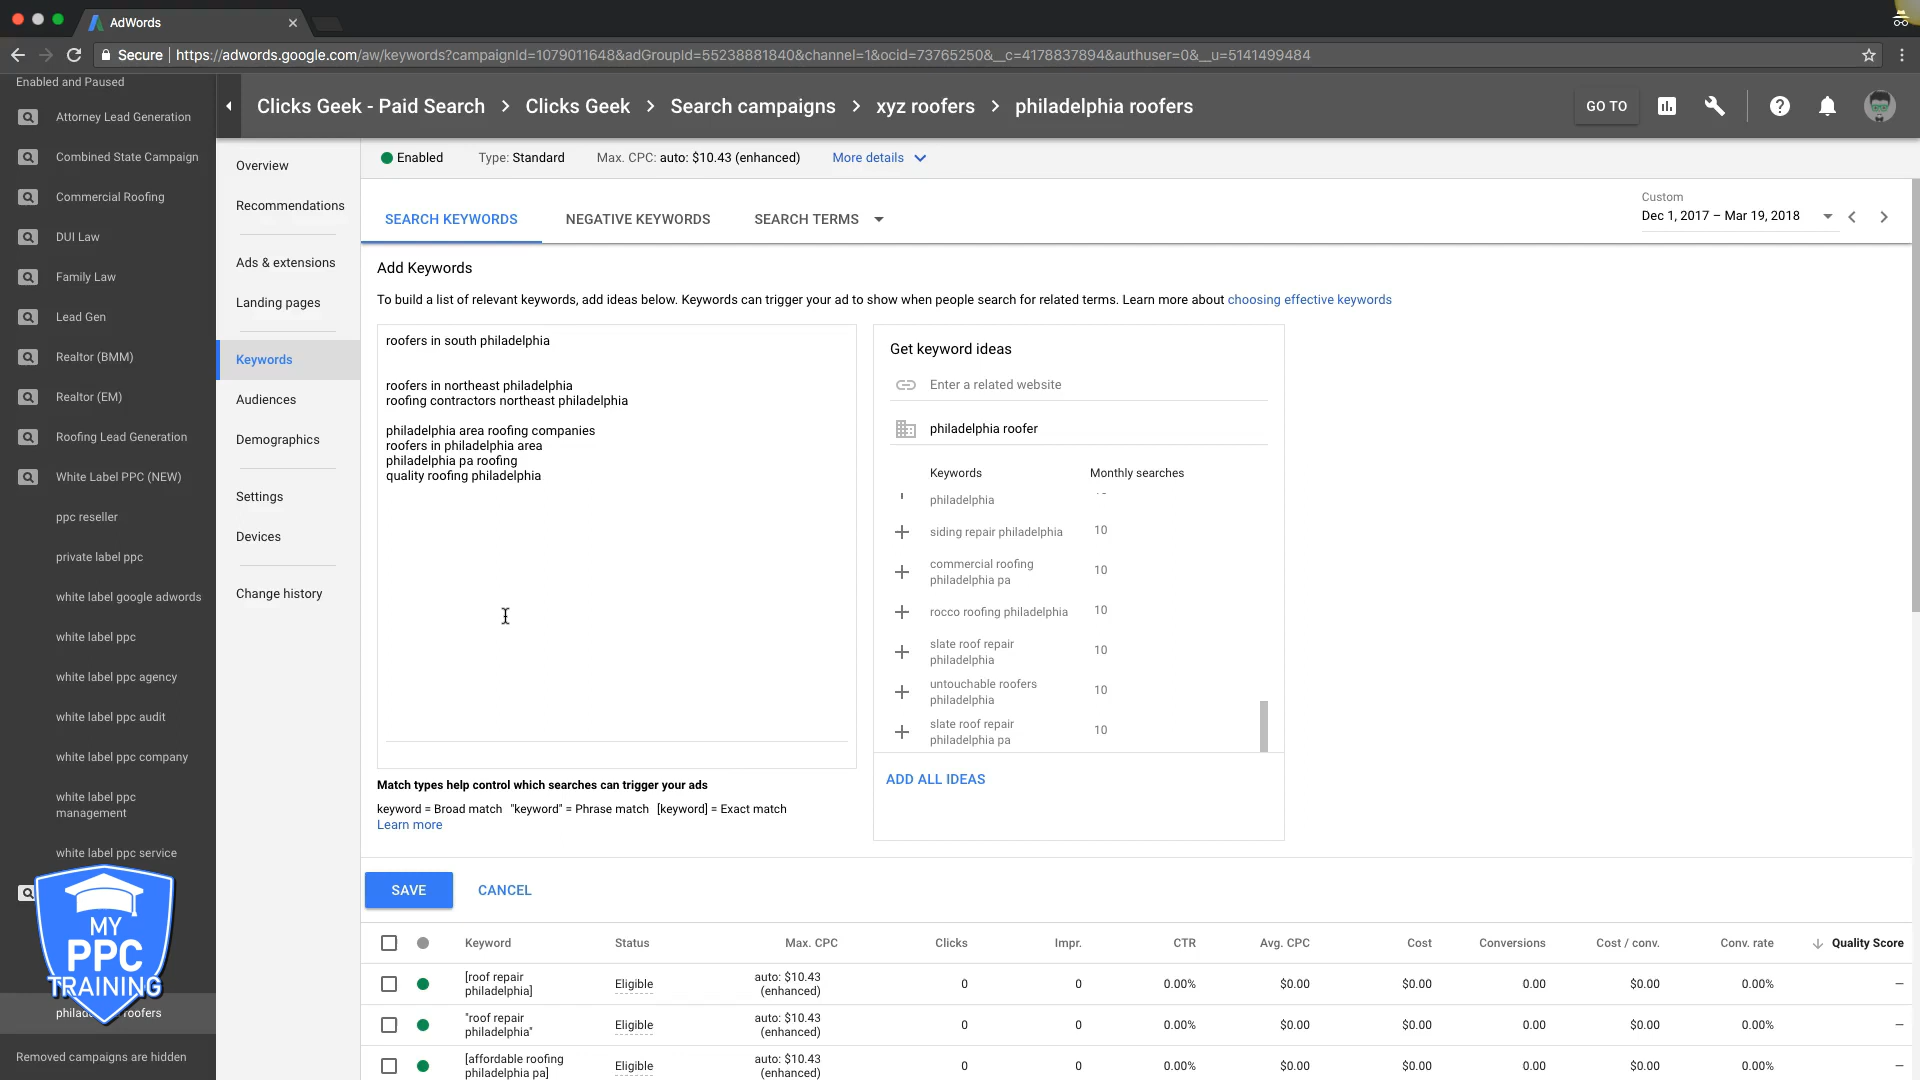 AdWords
Secure
https://adwords.google.com/aw/keywords?campaignId=1079011648&adGroupId=55238881840&channel=1&ocid=73765250&__c=4178837894&authuser=0&__u=5141499484
Enabled and Paused
Attorney Lead Generation
Combined State Campaign
Commercial Roofing
DUI Law
Family Law
Lead Gen
Realtor (BMM)
Realtor (EM)
Roofing Lead Generation
White Label PPC (NEW)
ppc reseller
private label ppc
white label google adwords
white label ppc
white label ppc agency
white label ppc audit
white label ppc company
white label ppc
management
white label ppc service
MY
PPC
TRAINING
roofers
Removed campaigns are hidden
Clicks Geek - Paid Search > Clicks Geek > Search campaigns > xyz roofers > philadelphia roofers
GO TO
Overview
Recommendations
Ads & extensions
Landing pages
Keywords
Audiences
Demographics
Settings
Devices
Change history
Enabled Type: Standard Max. CPC: auto: $10.43 (enhanced) More details
SEARCH KEYWORDS NEGATIVE KEYWORDS SEARCH TERMS
Custom
Dec 1, 2017 – Mar 19, 2018
Add Keywords
To build a list of relevant keywords, add ideas below. Keywords can trigger your ad to show when people search for related terms. Learn more about choosing effective keywords
roofers in south philadelphia
roofers in northeast philadelphia
roofing contractors northeast philadelphia
philadelphia area roofing companies
roofers in philadelphia area
philadelphia pa roofing
quality roofing philadelphia
Get keyword ideas
Enter a related website
philadelphia roofer
Keywords Monthly searches
philadelphia
siding repair philadelphia 10
commercial roofing
philadelphia pa 10
rocco roofing philadelphia 10
slate roof repair
philadelphia 10
untouchable roofers
philadelphia 10
slate roof repair
philadelphia pa 10
ADD ALL IDEAS
Match types help control which searches can trigger your ads
keyword = Broad match "keyword" = Phrase match [keyword] = Exact match
Learn more
SAVE CANCEL
Keyword Status Max. CPC Clicks Impr. CTR Avg. CPC Cost Conversions Cost / conv. Conv. rate Quality Score
[roof repair
philadelphia] Eligible auto: $10.43
(enhanced) 0 0 0.00% $0.00 $0.00 0.00 $0.00 0.00% —
"roof repair
philadelphia" Eligible auto: $10.43
(enhanced) 0 0 0.00% $0.00 $0.00 0.00 $0.00 0.00% —
[affordable roofing
philadelphia pa] Eligible auto: $10.43
(enhanced) 0 0 0.00% $0.00 $0.00 0.00 $0.00 0.00% —